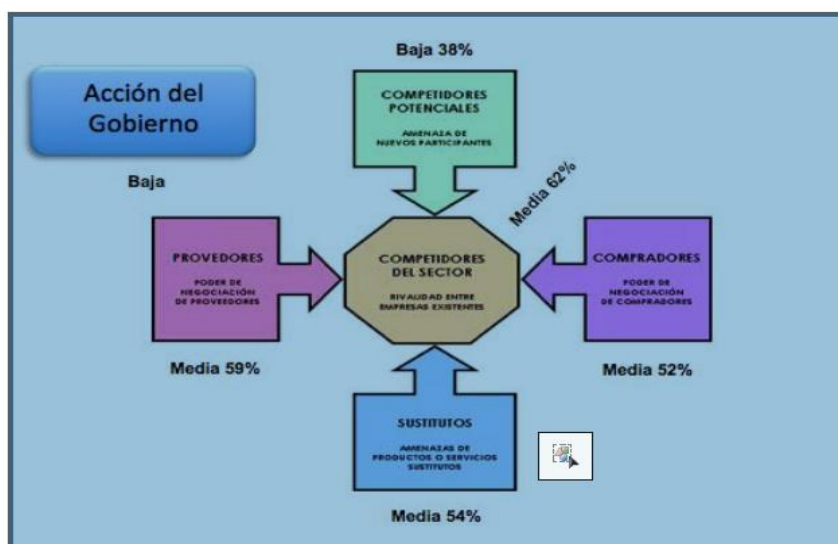 Baja 38%
Acción del
Gobierno
Baja
COMPETIDORES
POTENCIALES
AMENAZA DE
NUEVOS PARTICIPANTES
Media 62%
PROVEDORES
PODER DE
NEGOCIACIÓN
DE PROVEEDORES
Media 59%
COMPETIDORES
DEL SECTOR
RIVALIDAD ENTRE
EMPRESAS EXISTENTES
COMPRADORES
PODER DE
NEGOCIACIÓN
DE COMPRADORES
Media 52%
SUSTITUTOS
AMENAZAS DE
PRODUCTOS O SERVICIOS
SUSTITUTOS
Media 54%